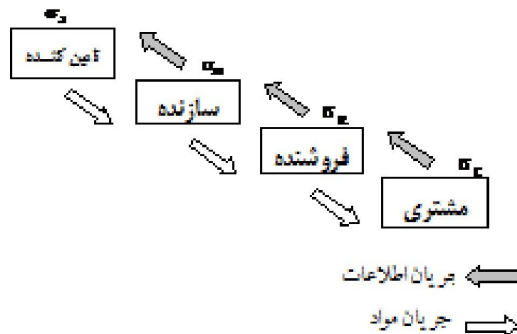 σs
تامین کننده
σm
سازنده
σR
فروشنده
σc
مشتری
جریان اطلاعات
جریان مواد